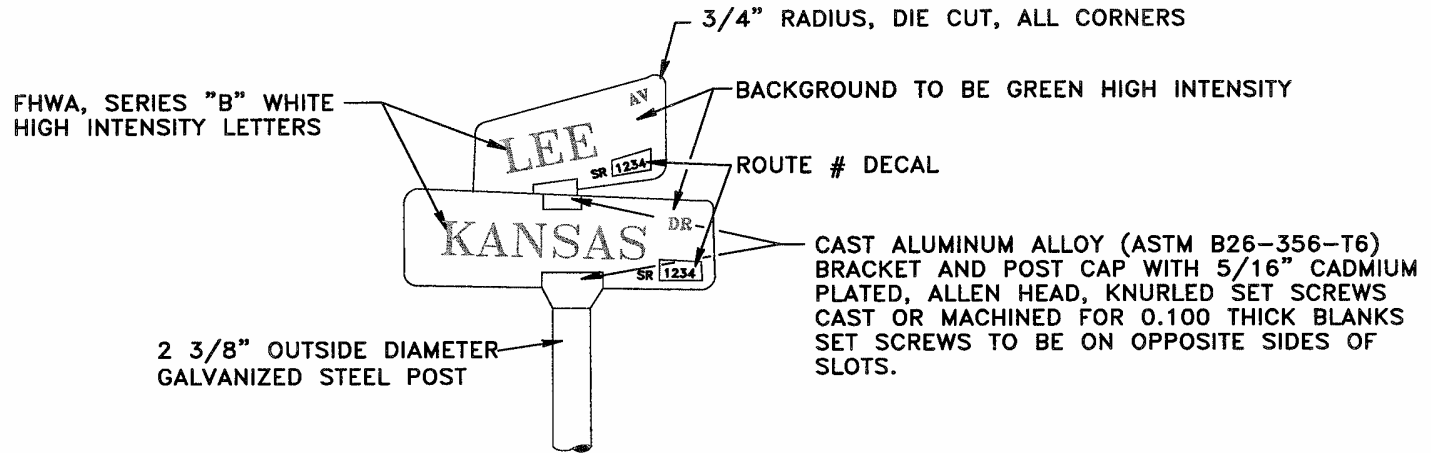 3/4" RADIUS, DIE CUT, ALL CORNERS
FHWA, SERIES "B" WHITE
HIGH INTENSITY LETTERS
BACKGROUND TO BE GREEN HIGH INTENSITY
AV
LEE
SR 1234
ROUTE # DECAL
KANSAS DR
SR 1234
CAST ALUMINUM ALLOY (ASTM B26-356-T6)
BRACKET AND POST CAP WITH 5/16" CADMIUM
PLATED, ALLEN HEAD, KNURLED SET SCREWS
CAST OR MACHINED FOR 0.100 THICK BLANKS
SET SCREWS TO BE ON OPPOSITE SIDES OF
SLOTS.
2 3/8" OUTSIDE DIAMETER
GALVANIZED STEEL POST